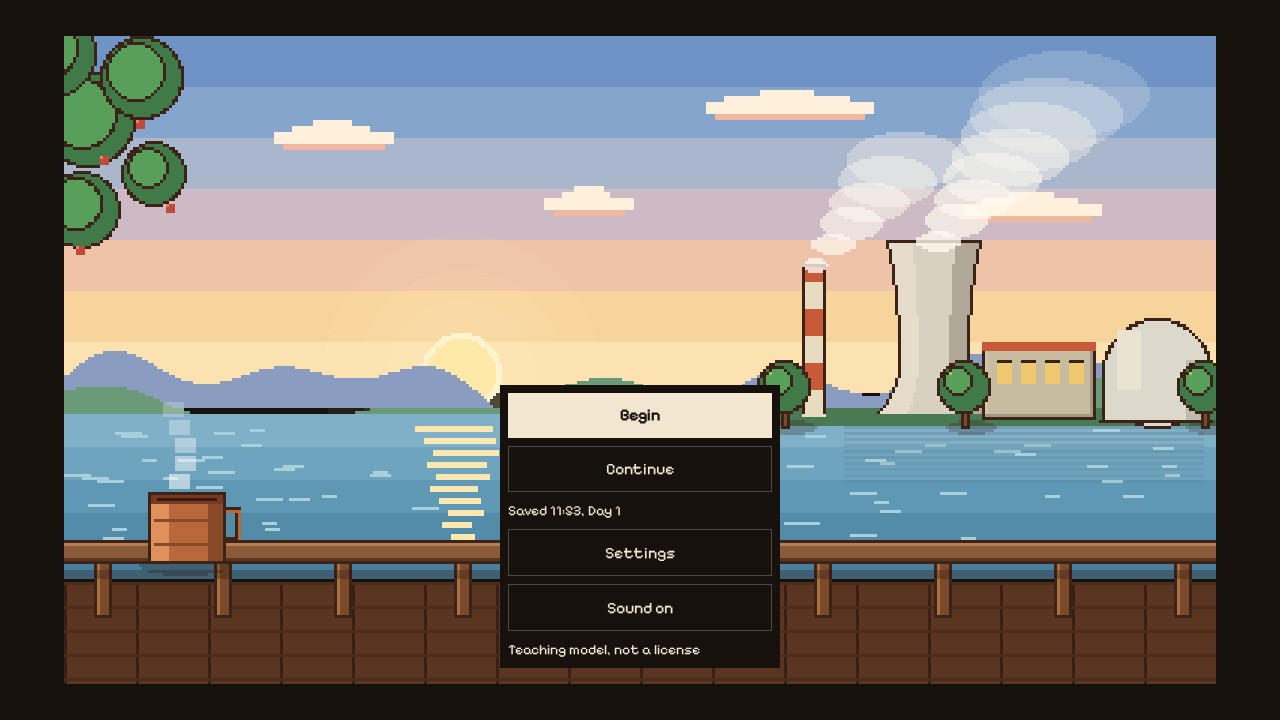 Begin
Continue
Saved 11:53, Day 1
Settings
Sound on
Teaching model, not a license